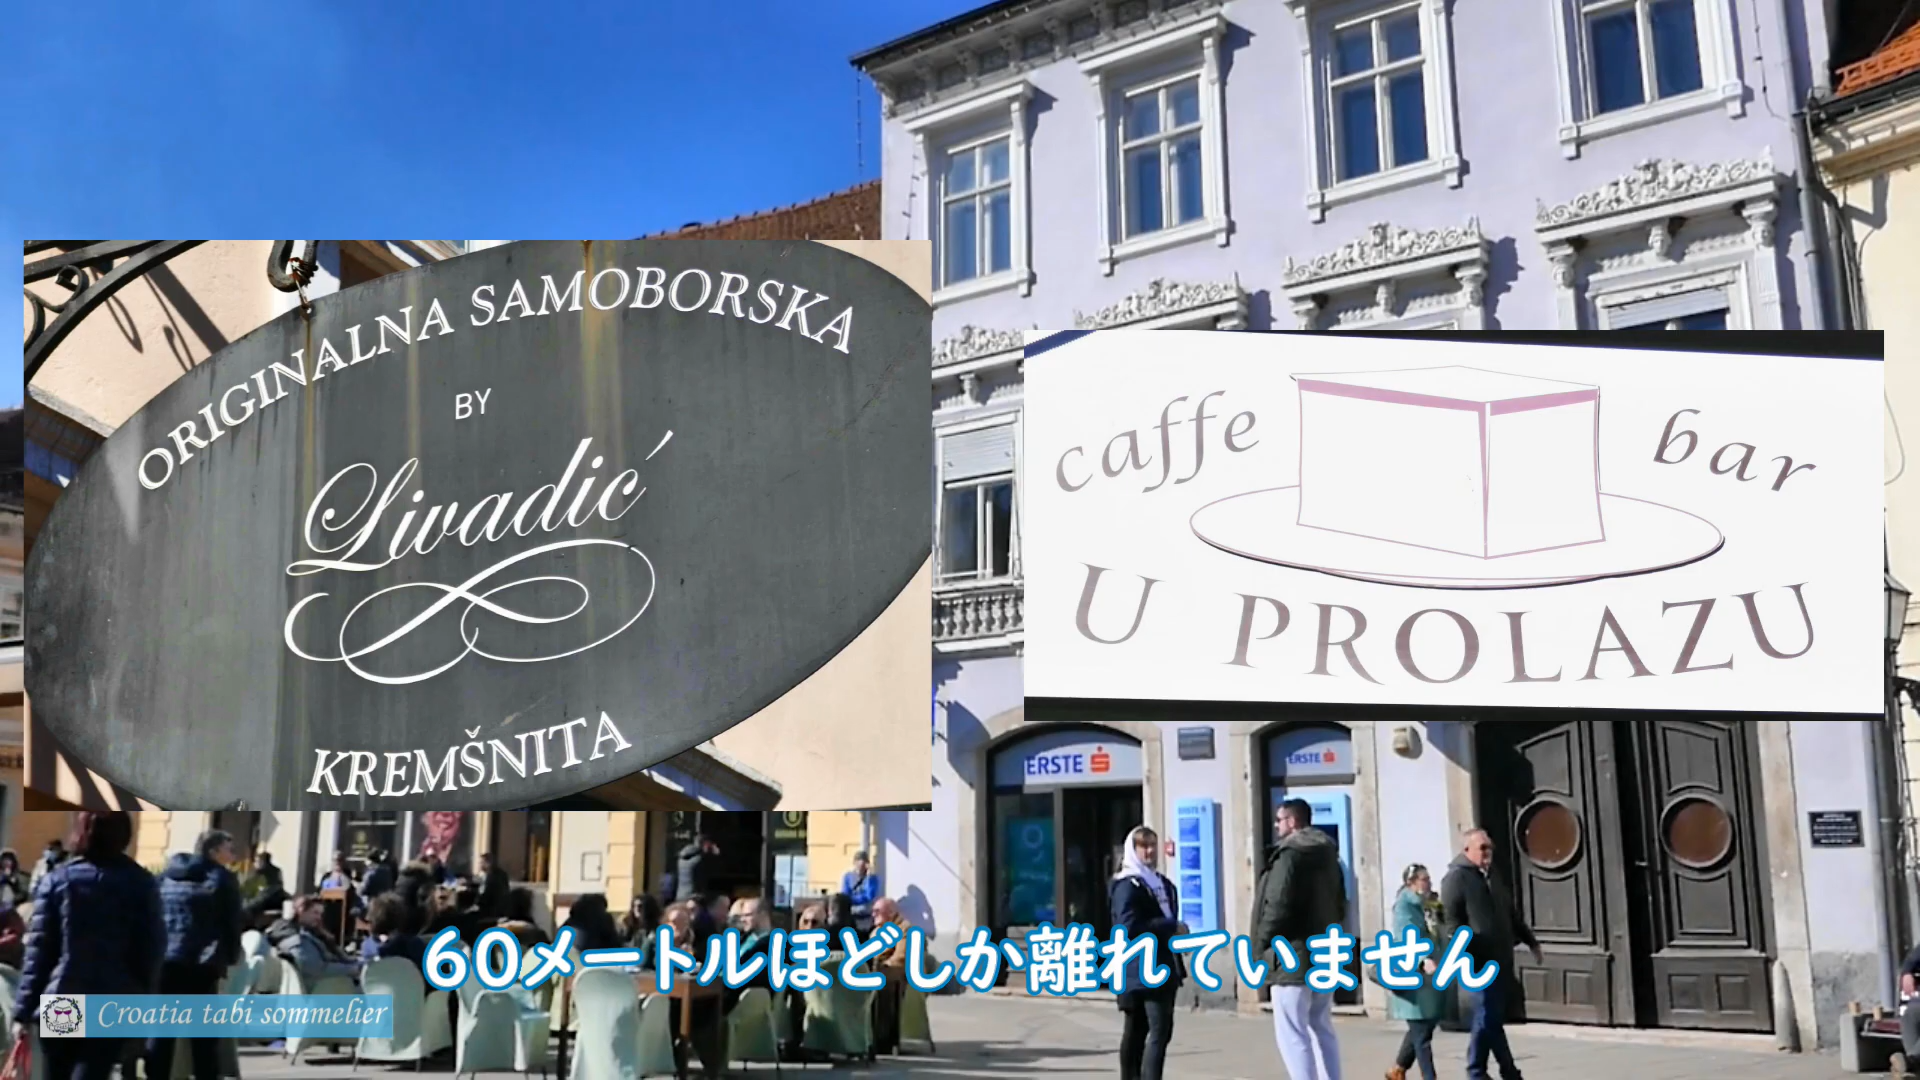 ORIGINALNA SAMOBORSKA
BY
Livadić
KREMŠNITA
caffe bar
U PROLAZU
ERSTE
ERSTE
60メートルほどしか離れていません
Croatia tabi sommelier